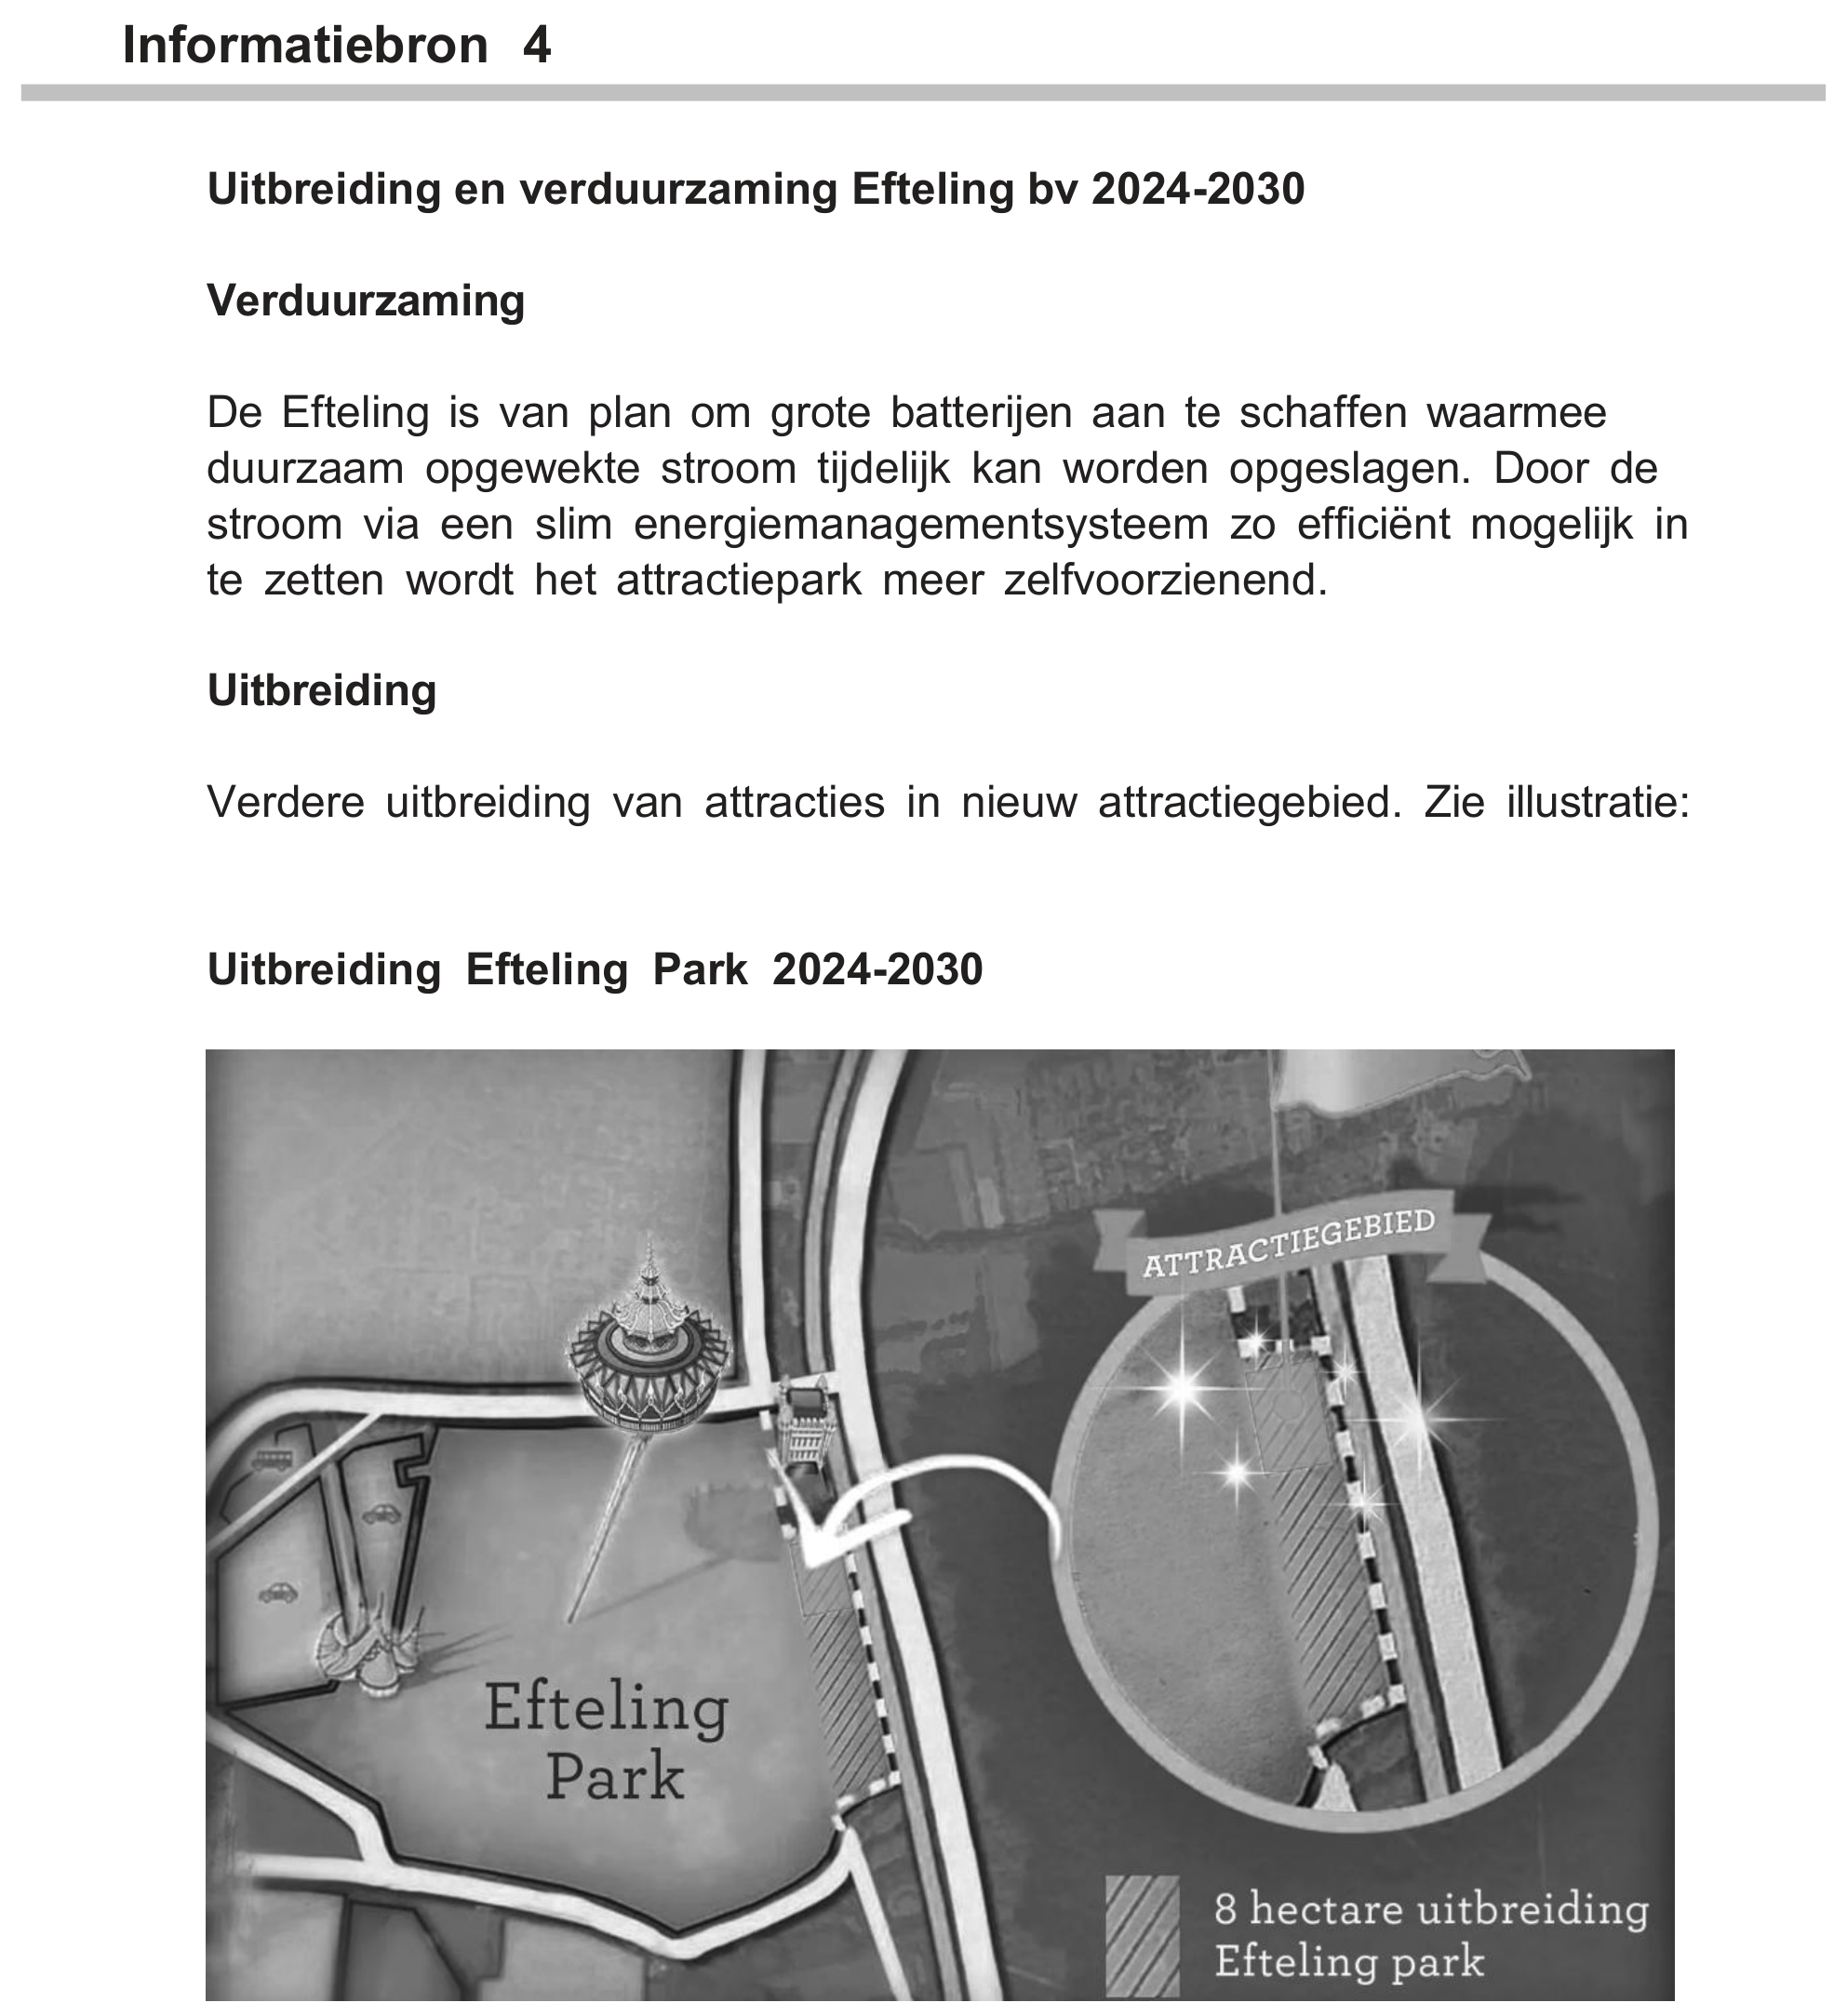 Informatiebron 4
Uitbreiding en verduurzaming Efteling bv 2024-2030
Verduurzaming
De Efteling is van plan om grote batterijen aan te schaffen waarmee
duurzaam opgewekte stroom tijdelijk kan worden opgeslagen. Door de
stroom via een slim energiemanagementsysteem zo efficiënt mogelijk in
te zetten wordt het attractiepark meer zelfvoorzienend.
Uitbreiding
Verdere uitbreiding van attracties in nieuw attractiegebied. Zie illustratie:
Uitbreiding Efteling Park 2024-2030
ATTRACTIEGEBIED
Efteling
Park
8 hectare uitbreiding
Efteling park